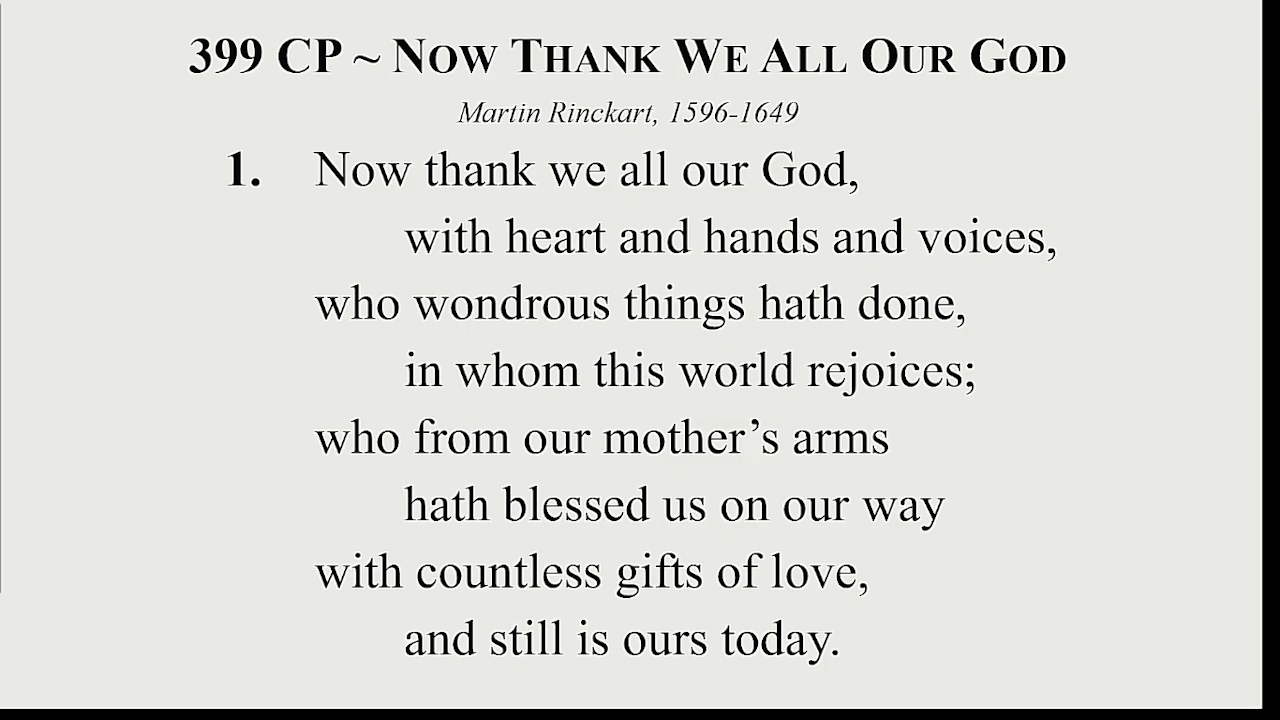 399 CP ~ NOW THANK WE ALL OUR GOD
Martin Rinckart, 1596-1649
1. Now thank we all our God,
with heart and hands and voices,
who wondrous things hath done,
in whom this world rejoices;
who from our mother’s arms
hath blessed us on our way
with countless gifts of love,
and still is ours today.